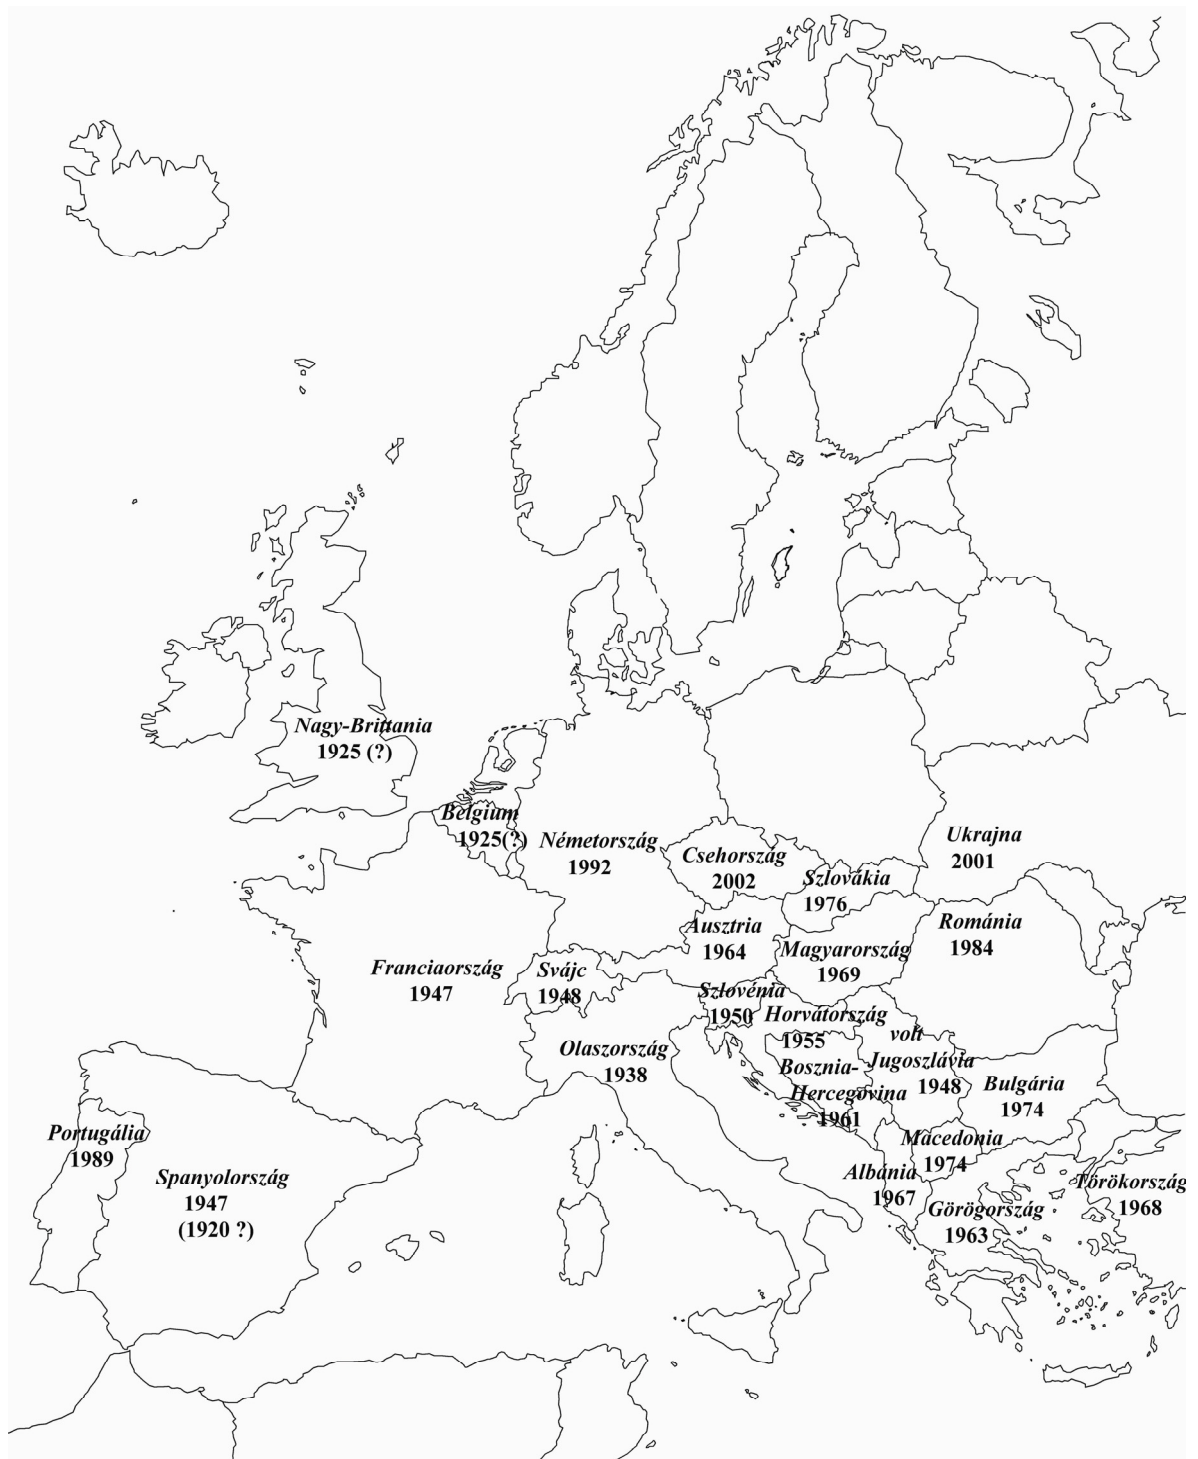 Nagy-Brittania
1925 (?)
Belgium
1925(?)
Németország
1992
Csehország
2002
Ukrajna
2001
Szlovákia
1976
Ausztria
1964
Magyarország
1969
Románia
1984
Franciaország
1947
Svájc
1948
Szlovénia
1950
Horvátország
1955
volt
Jugoszlávia
1948
Olaszország
1938
Bosznia-
Hercegovina
1961
Bulgária
1974
Portugália
1989
Spanyolország
1947
(1920 ?)
Macedonia
1974
Albánia
1967
Görögország
1963
Törökország
1968